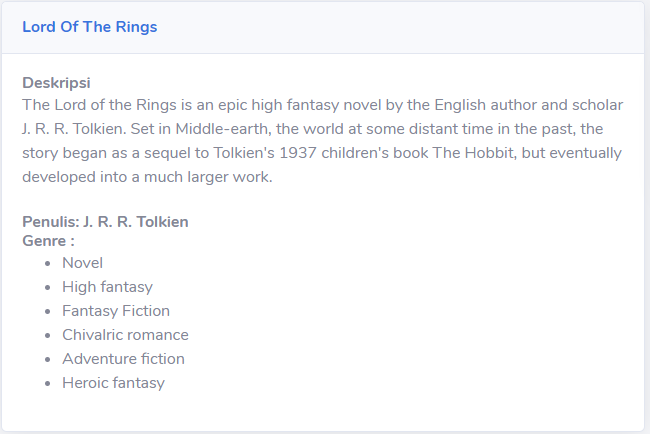 Lord Of The Rings
Deskripsi
The Lord of the Rings is an epic high fantasy novel by the English author and scholar
J. R. R. Tolkien. Set in Middle-earth, the world at some distant time in the past, the
story began as a sequel to Tolkien's 1937 children's book The Hobbit, but eventually
developed into a much larger work.
Penulis: J. R. R. Tolkien
Genre :
• Novel
• High fantasy
• Fantasy Fiction
• Chivalric romance
• Adventure fiction
• Heroic fantasy